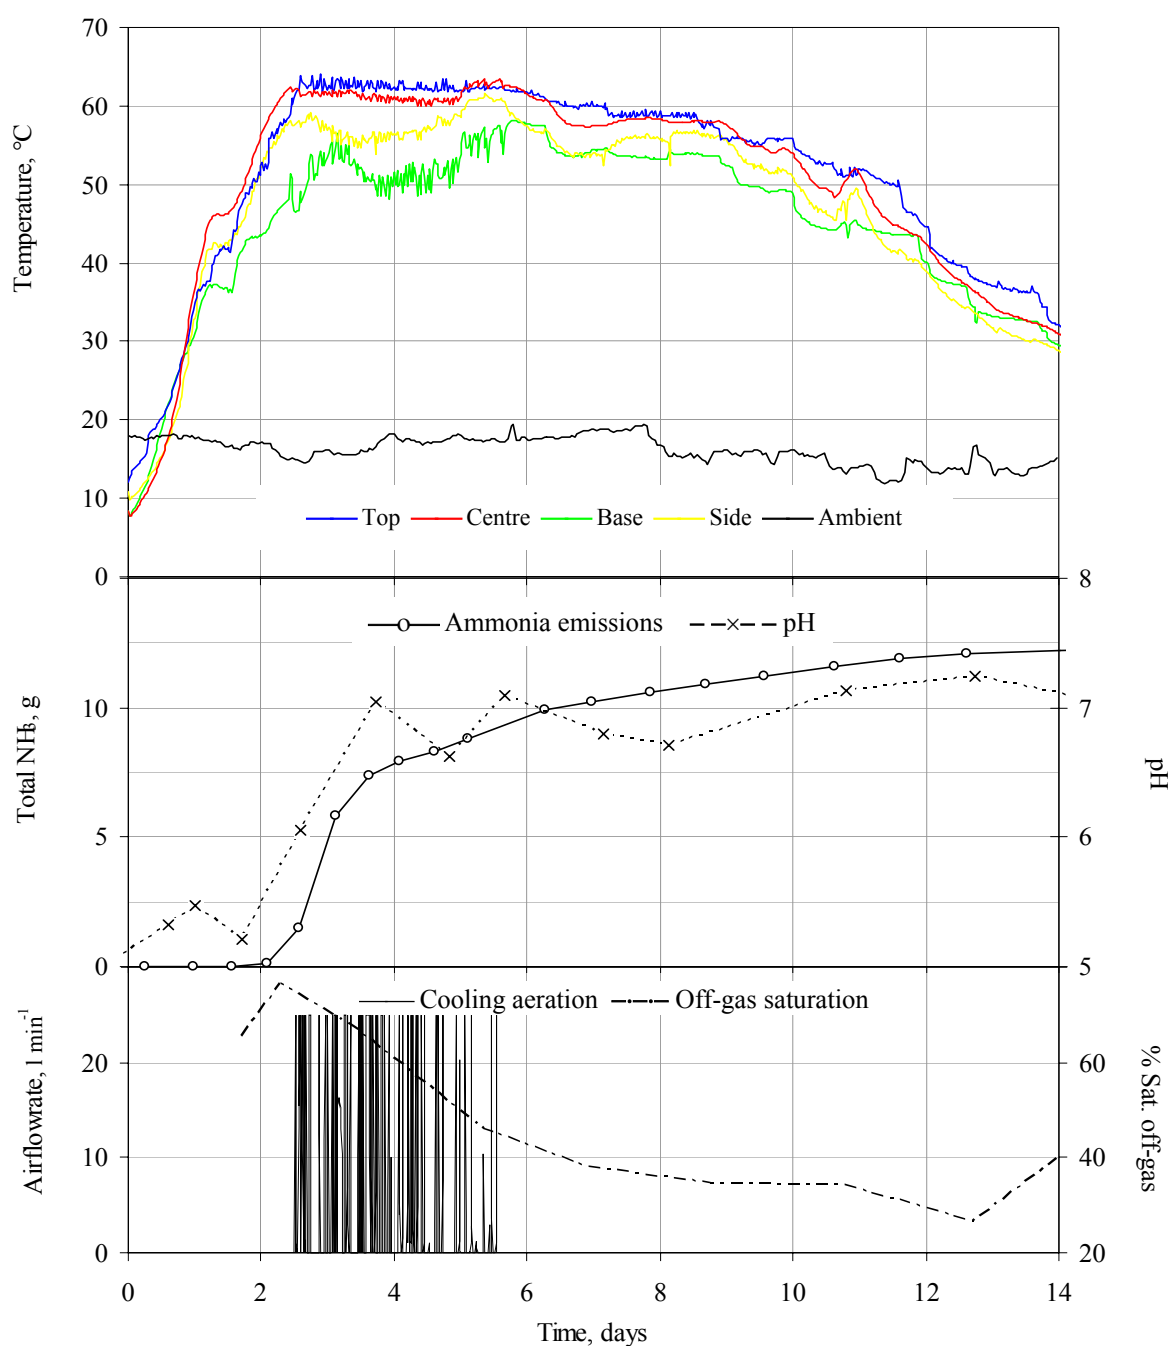 70
60
50
40
30
20
10
0
Temperature, °C
Top Centre Base Side Ambient
8
7
6
5
pH
Ammonia emissions pH
10
5
0
Total NH3, g
Cooling aeration Off-gas saturation
20
10
0
Airflowrate, l min-1
60
40
20
% Sat. off-gas
0 2 4 6 8 10 12 14
Time, days